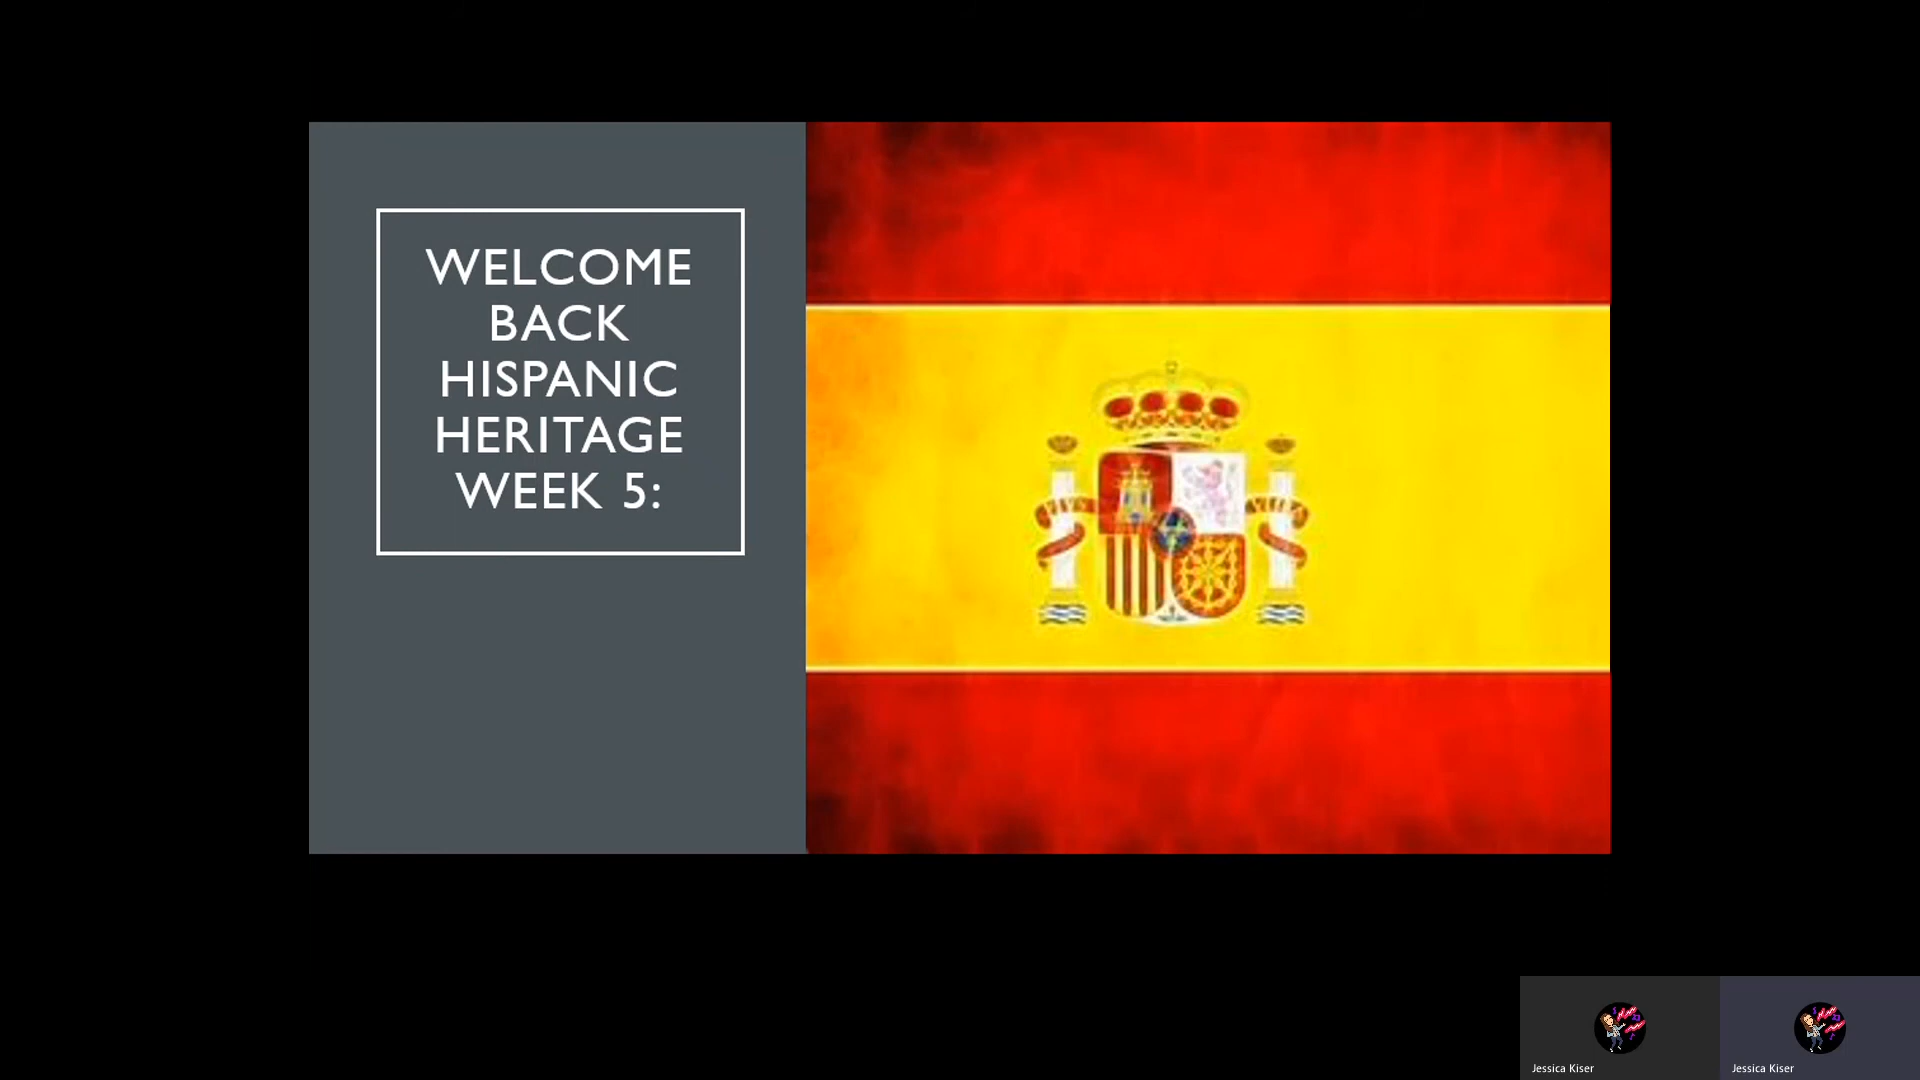 WELCOME
BACK
HISPANIC
HERITAGE
WEEK 5:
Jessica Kiser
Jessica Kiser